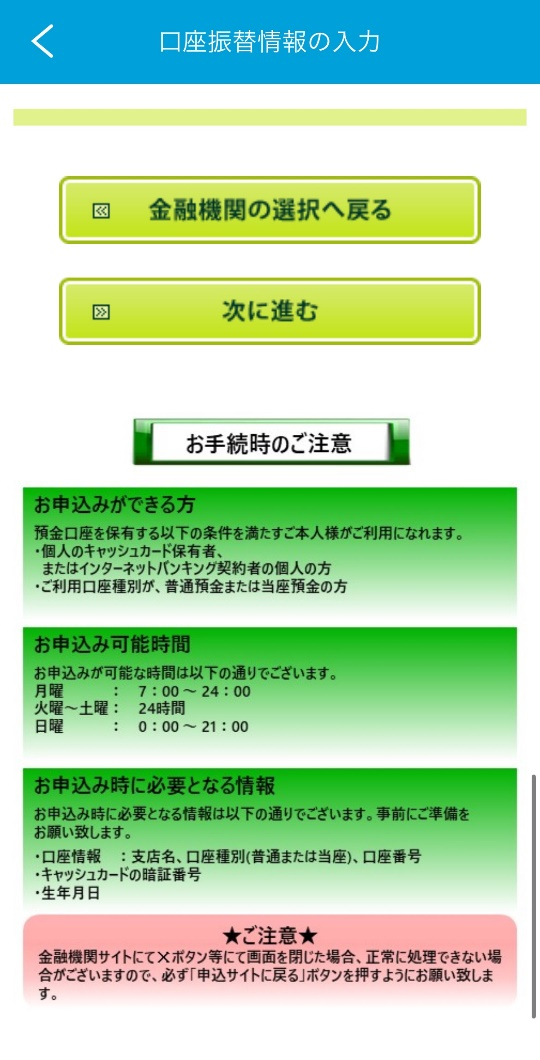 口座振替情報の入力
金融機関の選択へ戻る
次に進む
お手続時のご注意
お申込みができる方
預金口座を保有する以下の条件を満たすご本人様がご利用になれます。
・個人のキャッシュカード保有者、
またはインターネットバンキング契約者の個人の方
・ご利用口座種別が、普通預金または当座預金の方
お申込み可能時間
お申込みが可能な時間は以下の通りでございます。
月曜 : 7:00 ～ 24:00
火曜～土曜 : 24時間
日曜 : 0:00 ～ 21:00
お申込み時に必要となる情報
お申込み時に必要となる情報は以下の通りでございます。事前にご準備を
お願い致します。
・口座情報 :支店名、口座種別(普通または当座)、口座番号
・キャッシュカードの暗証番号
・生年月日
★ご注意★
金融機関サイトにて×ボタン等にて画面を閉じた場合、正常に処理できない場
合がございますので、必ず「申込サイトに戻る」ボタンを押すようにお願い致しま
す。